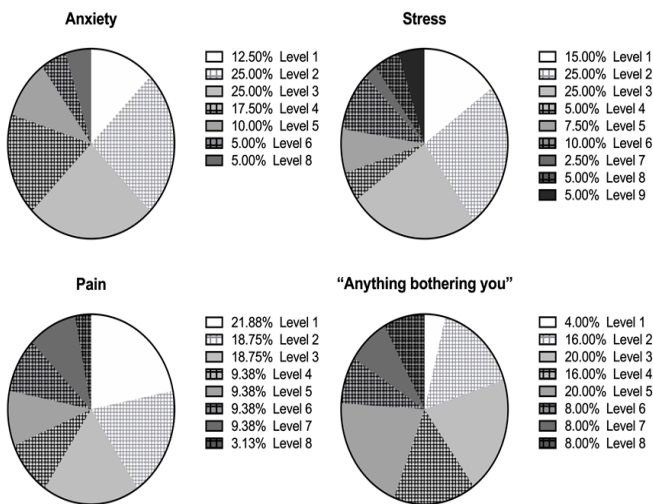 Anxiety
12.50% Level 1
25.00% Level 2
25.00% Level 3
17.50% Level 4
10.00% Level 5
5.00% Level 6
5.00% Level 8
Stress
15.00% Level 1
25.00% Level 2
25.00% Level 3
5.00% Level 4
7.50% Level 5
10.00% Level 6
2.50% Level 7
5.00% Level 8
5.00% Level 9
Pain
21.88% Level 1
18.75% Level 2
18.75% Level 3
9.38% Level 4
9.38% Level 5
9.38% Level 6
9.38% Level 7
3.13% Level 8
“Anything bothering you”
4.00% Level 1
16.00% Level 2
20.00% Level 3
16.00% Level 4
20.00% Level 5
8.00% Level 6
8.00% Level 7
8.00% Level 8